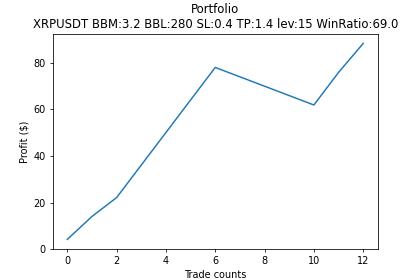 Portfolio
XRPUSDT BBM:3.2 BBL:280 SL:0.4 TP:1.4 lev:15 WinRatio:69.0
80
60
40
20
0
Profit ($)
0 2 4 6 8 10 12
Trade counts